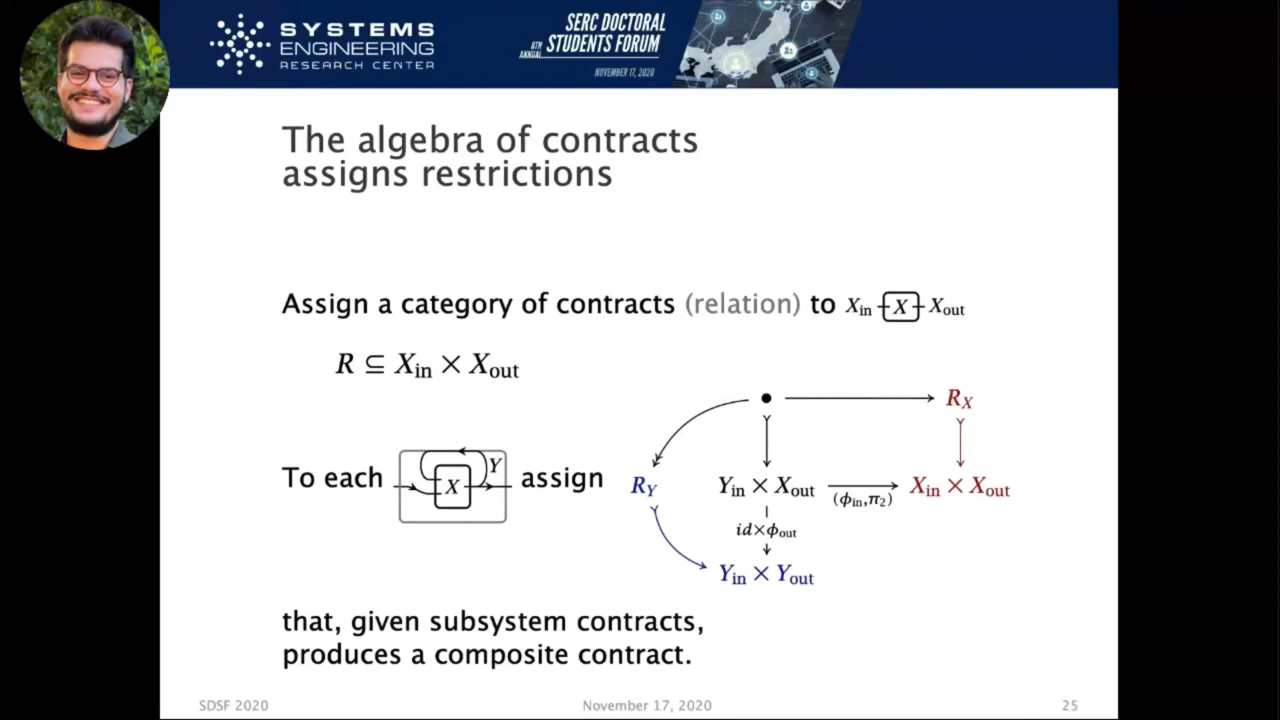 SYSTEMS
ENGINEERING
RESEARCH CENTER
6TH ANNUAL
SERC DOCTORAL
STUDENTS FORUM
NOVEMBER 17, 2020
The algebra of contracts
assigns restrictions
Assign a category of contracts (relation) to X_in X X_out
R ⊆ X_in × X_out
R_X
To each X Y assign R_Y Y_in × X_out (ϕ_in,π_2) X_in × X_out
id×ϕ_out
Y_in × Y_out
that, given subsystem contracts,
produces a composite contract.
SDSF 2020 November 17, 2020 25